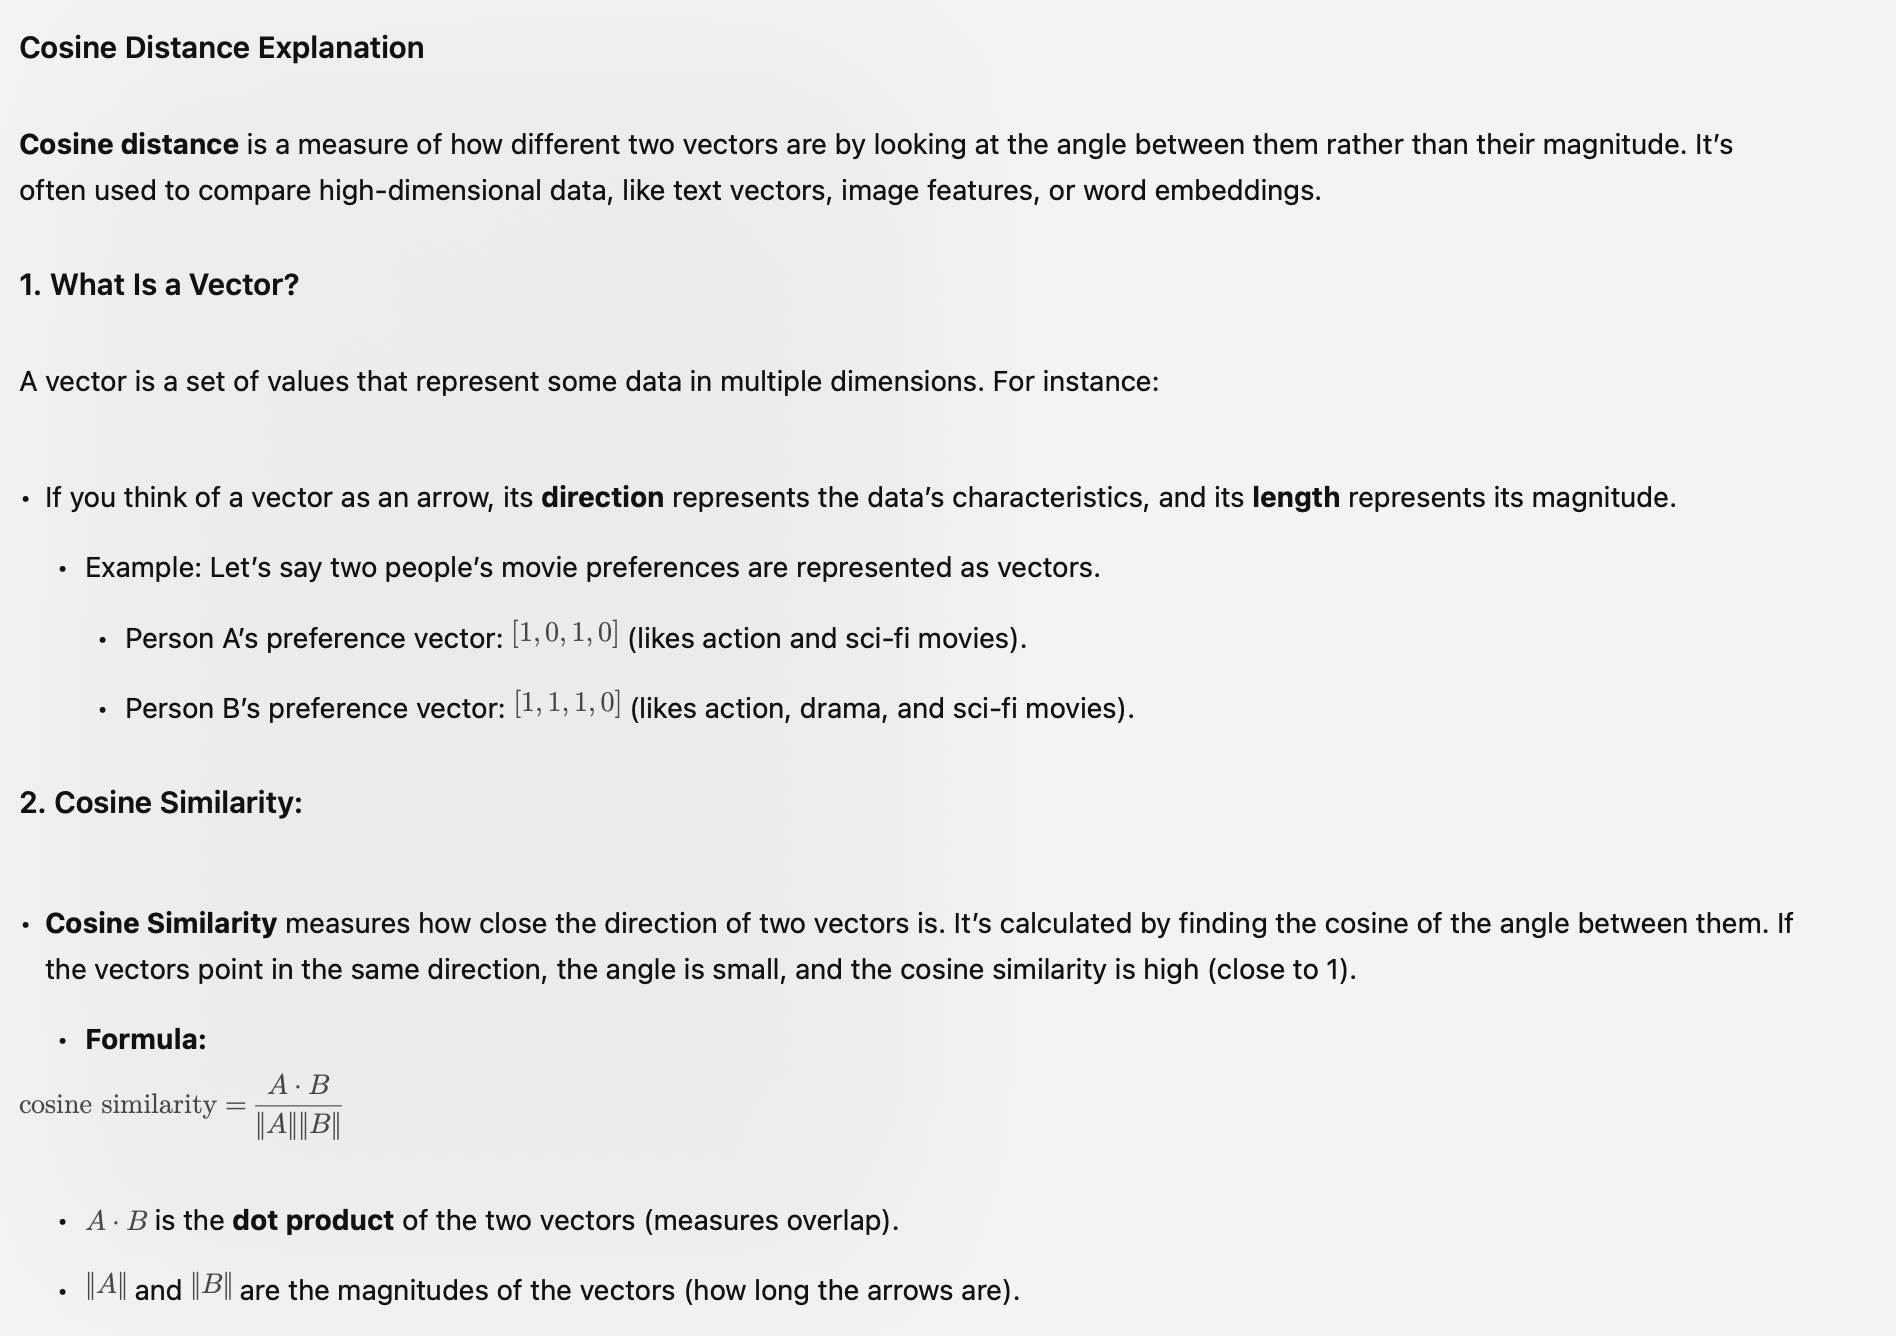 Cosine Distance Explanation
Cosine distance is a measure of how different two vectors are by looking at the angle between them rather than their magnitude. It’s
often used to compare high-dimensional data, like text vectors, image features, or word embeddings.
1. What Is a Vector?
A vector is a set of values that represent some data in multiple dimensions. For instance:
• If you think of a vector as an arrow, its direction represents the data’s characteristics, and its length represents its magnitude.
• Example: Let’s say two people’s movie preferences are represented as vectors.
• Person A’s preference vector: [1, 0, 1, 0] (likes action and sci-fi movies).
• Person B’s preference vector: [1, 1, 1, 0] (likes action, drama, and sci-fi movies).
2. Cosine Similarity:
• Cosine Similarity measures how close the direction of two vectors is. It’s calculated by finding the cosine of the angle between them. If
the vectors point in the same direction, the angle is small, and the cosine similarity is high (close to 1).
• Formula:
cosine similarity = A · B / ‖A‖‖B‖
• A · B is the dot product of the two vectors (measures overlap).
• ‖A‖ and ‖B‖ are the magnitudes of the vectors (how long the arrows are).